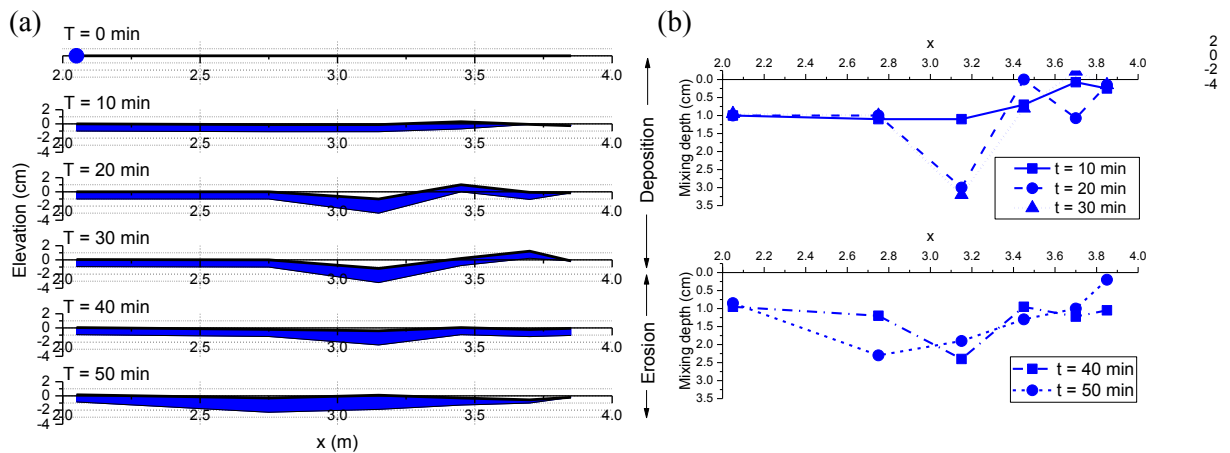 (a)
T = 0 min
2.0 2.5 3.0 3.5 4.0
T = 10 min
2
0
-2
-4
2.0 2.5 3.0 3.5 4.0
T = 20 min
2
0
-2
-4
2.0 2.5 3.0 3.5 4.0
T = 30 min
2
0
-2
-4
2.0 2.5 3.0 3.5 4.0
T = 40 min
2
0
-2
-4
2.0 2.5 3.0 3.5 4.0
T = 50 min
2
0
-2
-4
2.0 2.5 3.0 3.5 4.0
Elevation (cm)
x (m)
Deposition
Erosion
(b)
x
2.0 2.2 2.4 2.6 2.8 3.0 3.2 3.4 3.6 3.8 4.0
0.0
0.5
1.0
1.5
2.0
2.5
3.0
3.5
Mixing depth (cm)
t = 10 min
t = 20 min
t = 30 min
x
2.0 2.2 2.4 2.6 2.8 3.0 3.2 3.4 3.6 3.8 4.0
0.0
0.5
1.0
1.5
2.0
2.5
3.0
3.5
Mixing depth (cm)
t = 40 min
t = 50 min
2
0
-2
-4